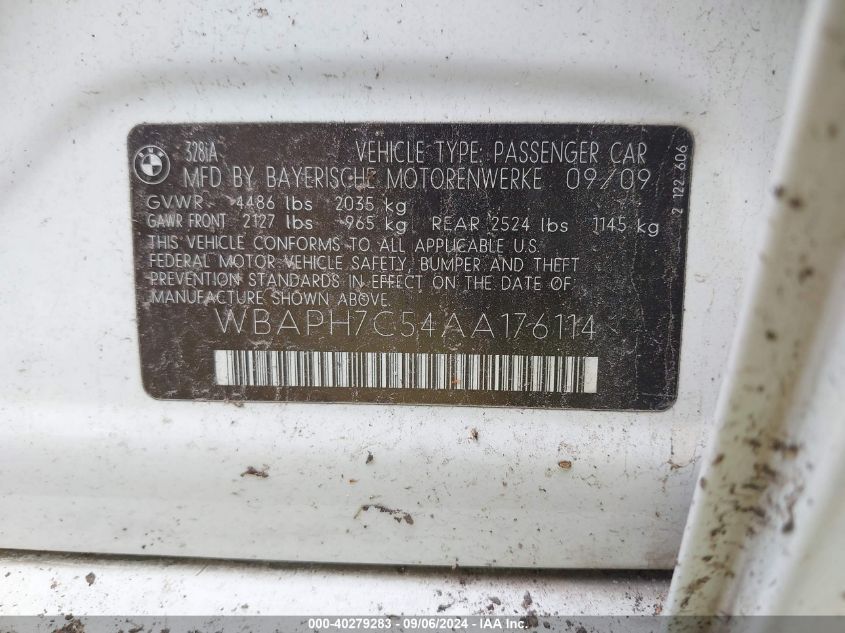 328iA VEHICLE TYPE: PASSENGER CAR
MFD BY BAYERISCHE MOTORENWERKE 09/09
GVWR 4486 lbs 2035 kg
GAWR FRONT 2127 lbs 965 kg REAR 2524 lbs 1145 kg
THIS VEHICLE CONFORMS TO ALL APPLICABLE U.S.
FEDERAL MOTOR VEHICLE SAFETY, BUMPER AND THEFT
PREVENTION STANDARDS IN EFFECT ON THE DATE OF
MANUFACTURE SHOWN ABOVE.
WBAPH7C54AA176114
2 122 606
BMW
000-40279283 - 09/06/2024 - IAAI.com